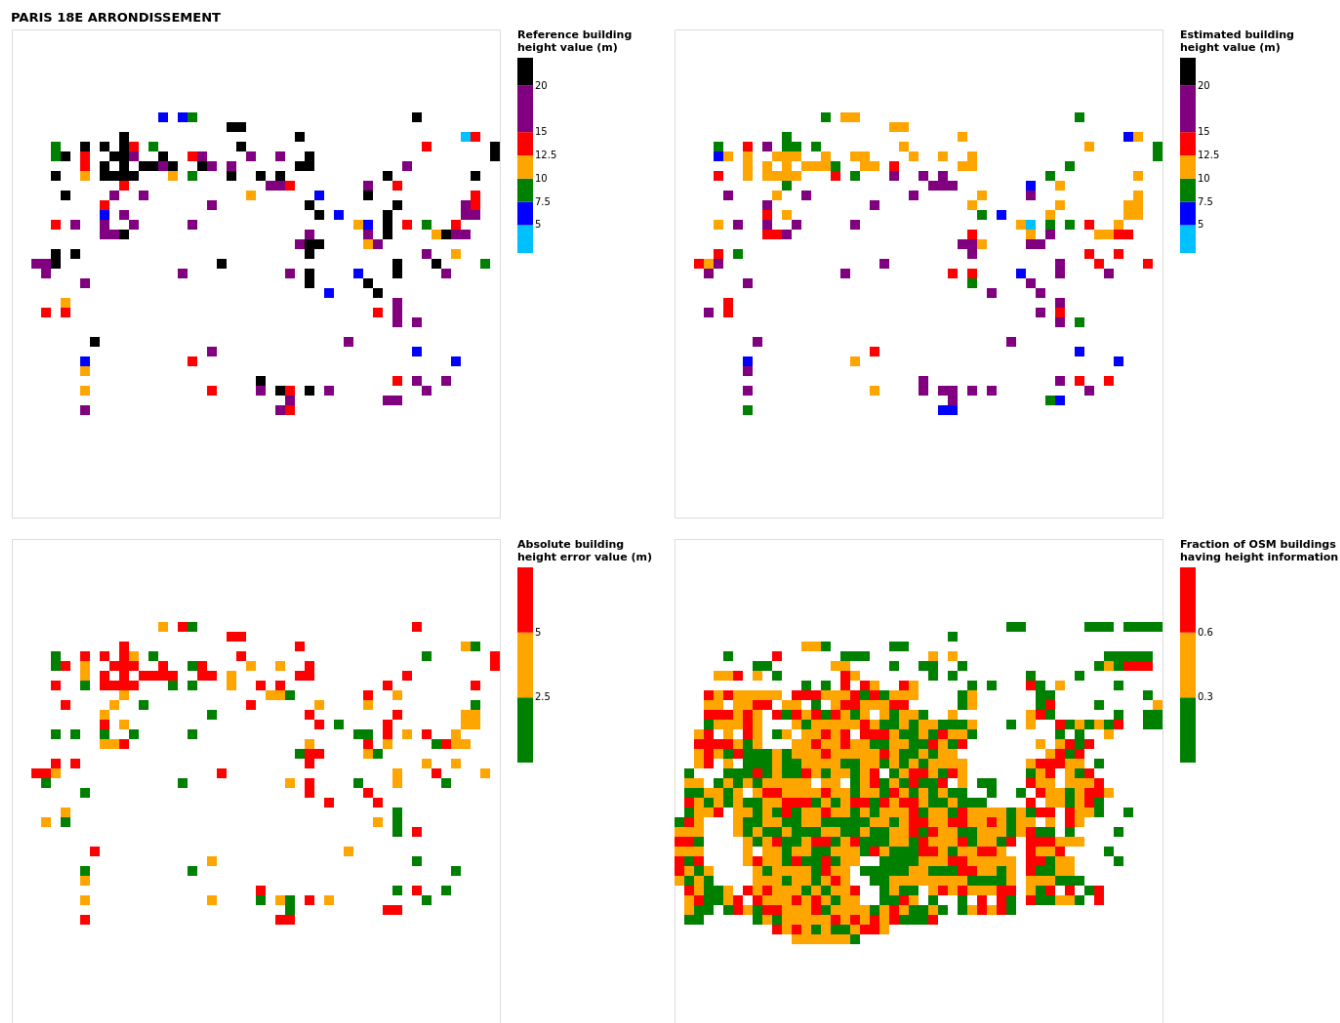 PARIS 18E ARRONDISSEMENT
Reference building
height value (m)
20
15
12.5
10
7.5
5
Estimated building
height value (m)
20
15
12.5
10
7.5
5
Absolute building
height error value (m)
5
2.5
Fraction of OSM buildings
having height information
0.6
0.3